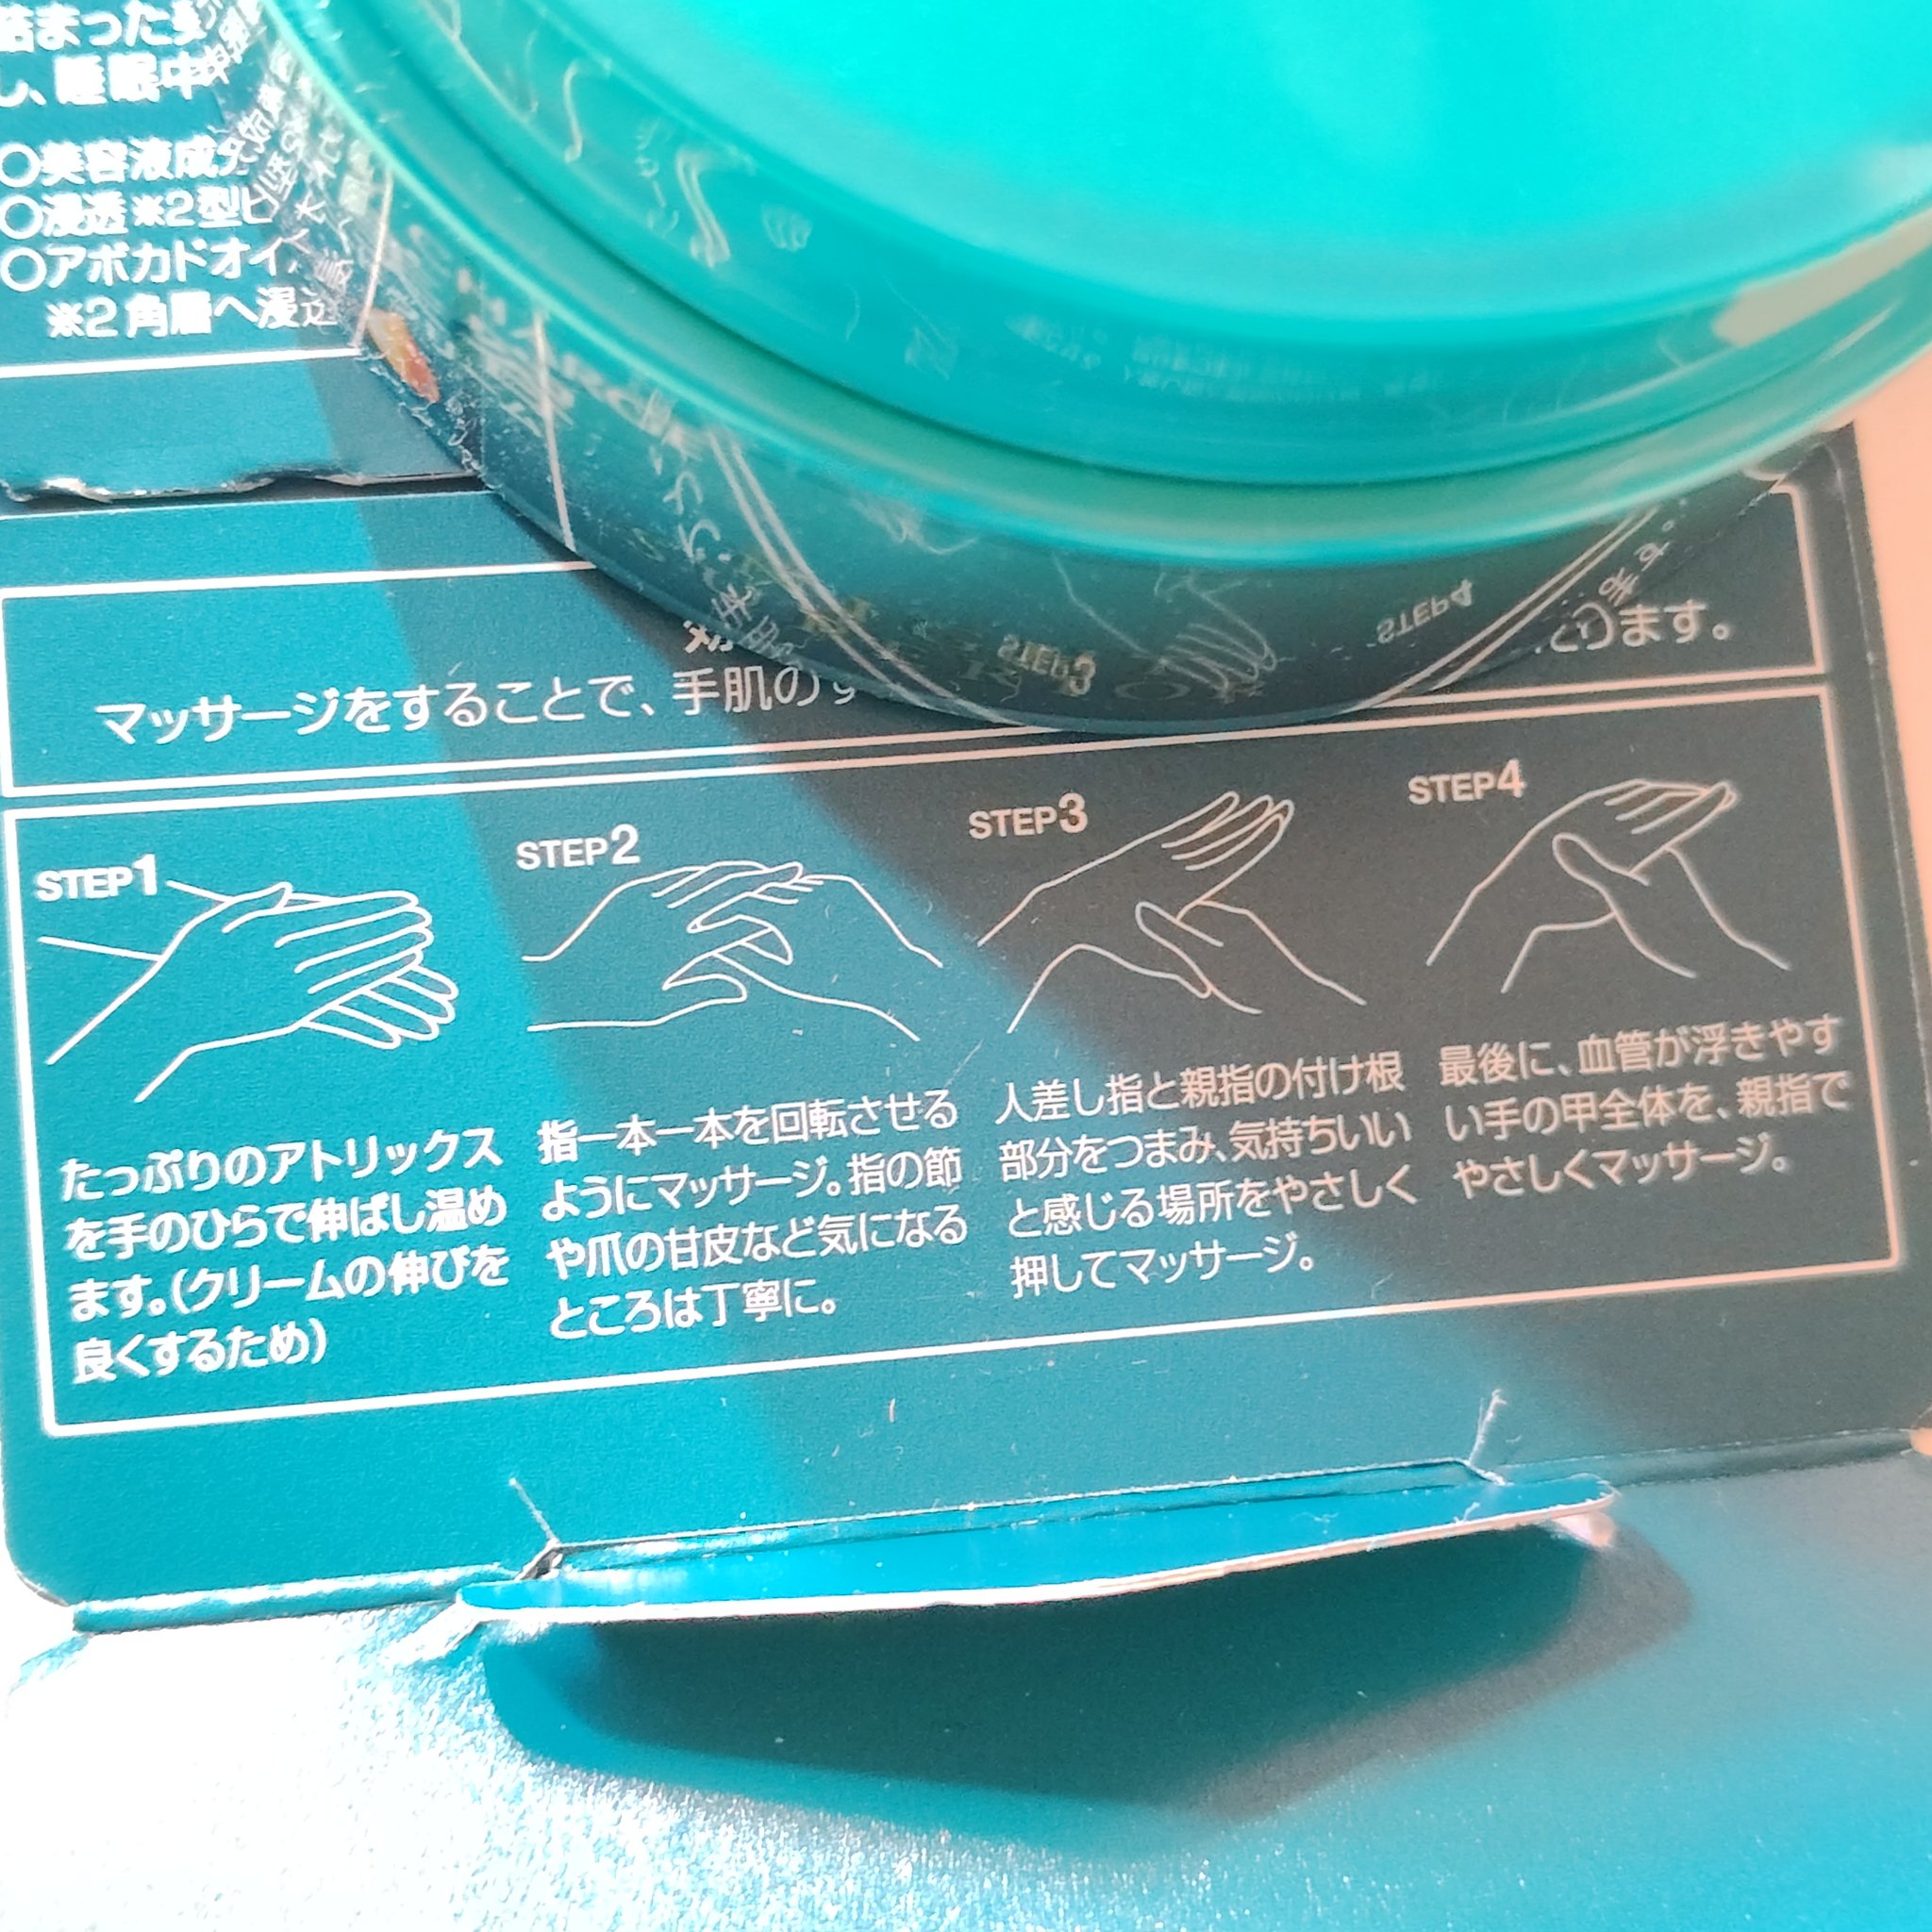 詰まった
し、睡眠中
○美容液成
○浸透※2型ビ
○アボカドオイ
※2 角層へ浸透
マッサージをすることで、手肌のす
ます。
STEP1
たっぷりのアトリックス
を手のひらで伸ばし温め
ます。(クリームの伸びを
良くするため)
STEP2
指一本一本を回転させる
ようにマッサージ。指の節
や爪の甘皮など気になる
ところは丁寧に。
STEP3
人差し指と親指の付け根
部分をつまみ、気持ちいい
と感じる場所をやさしく
押してマッサージ。
STEP4
最後に、血管が浮きやす
い手の甲全体を、親指で
やさしくマッサージ。